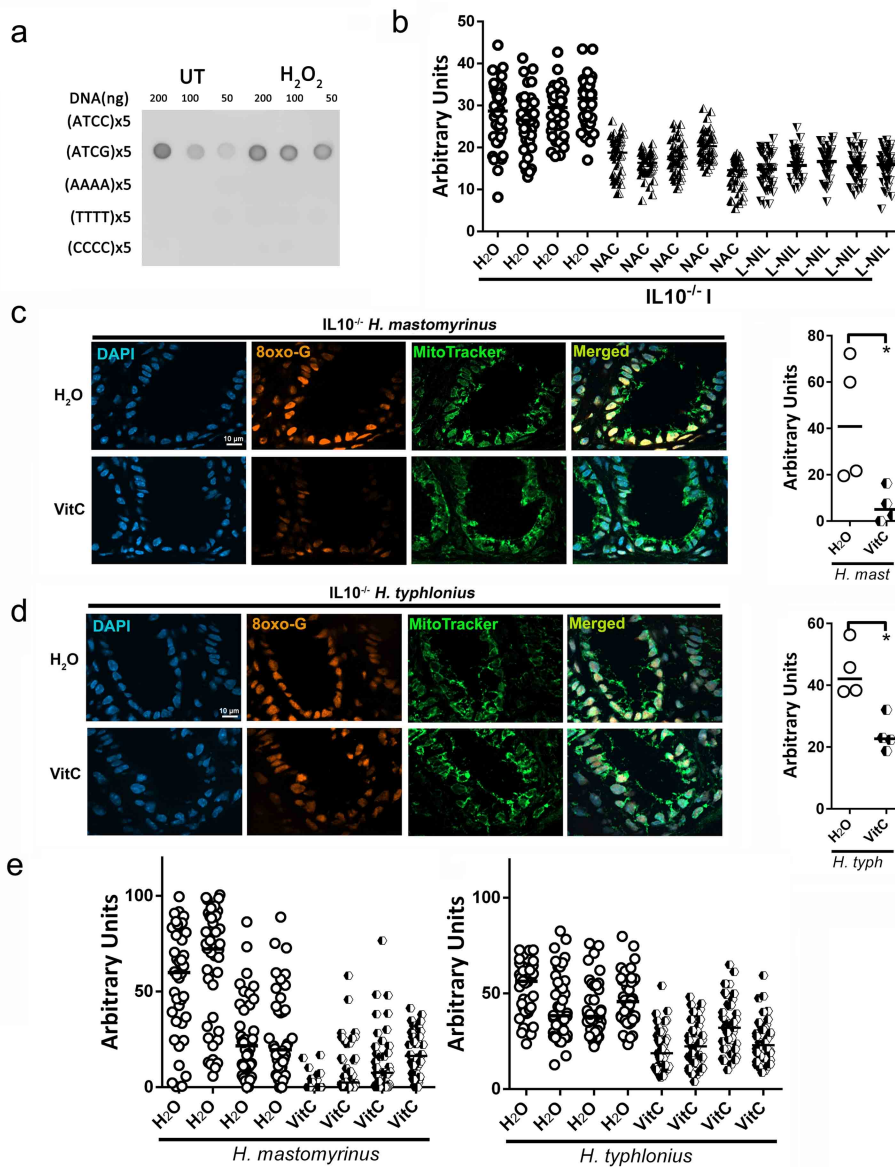 a
UT H2O2
DNA(ng) 200 100 50 200 100 50
(ATCC)x5
(ATCG)x5
(AAAA)x5
(TTTT)x5
(CCCC)x5
b
Arbitrary Units
50
40
30
20
10
0
H2O H2O H2O H2O NAC NAC NAC NAC NAC L-NIL L-NIL L-NIL L-NIL L-NIL
IL10-/- I
c
IL10-/- H. mastomyrinus
DAPI 8oxo-G MitoTracker Merged
H2O
10 µm
VitC
Arbitrary Units
80
60
40
20
0
H2O VitC
*
H. mast
d
IL10-/- H. typhlonius
DAPI 8oxo-G MitoTracker Merged
H2O
10 µm
VitC
Arbitrary Units
60
40
20
0
H2O VitC
*
H. typh
e
Arbitrary Units
100
50
0
H2O H2O H2O H2O VitC VitC VitC VitC
H. mastomyrinus
Arbitrary Units
100
50
0
H2O H2O H2O H2O VitC VitC VitC VitC
H. typhlonius